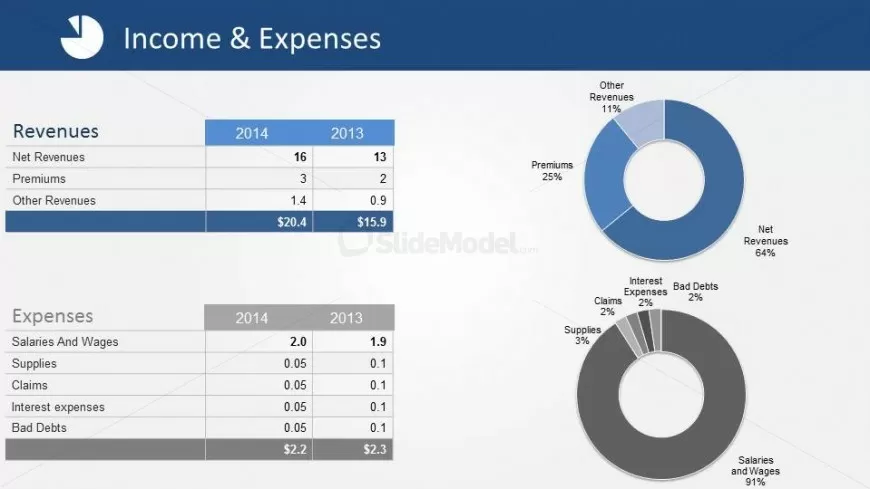 Income & Expenses
Revenues 2014 2013
Net Revenues 16 13
Premiums 3 2
Other Revenues 1.4 0.9
$20.4 $15.9
Other
Revenues
11%
Premiums
25%
Net
Revenues
64%
SlideModel.com
Expenses 2014 2013
Salaries And Wages 2.0 1.9
Supplies 0.05 0.1
Claims 0.05 0.1
Interest expenses 0.05 0.1
Bad Debts 0.05 0.1
$2.2 $2.3
Interest
Expenses
2%
Bad Debts
2%
Claims
2%
Supplies
3%
Salaries
and Wages
91%